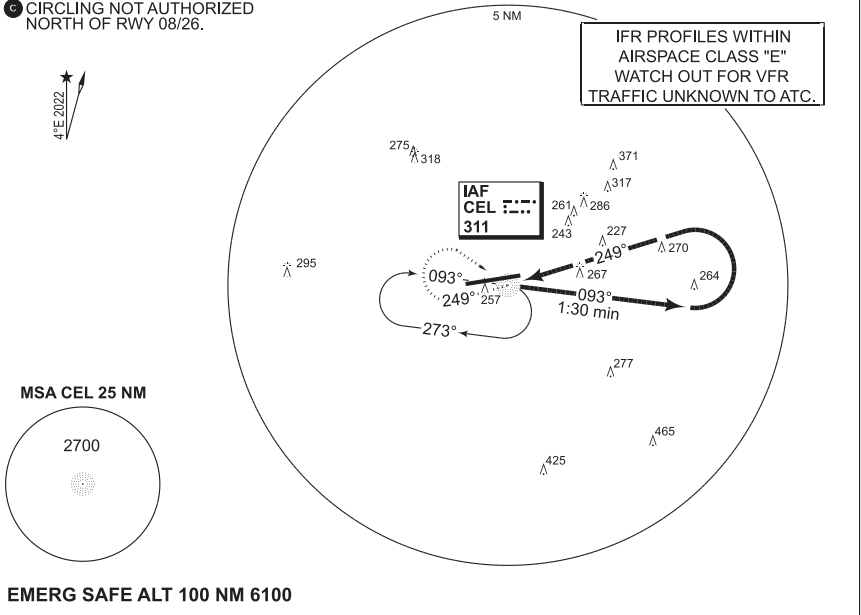 C CIRCLING NOT AUTHORIZED
NORTH OF RWY 08/26.
5 NM
IFR PROFILES WITHIN
AIRSPACE CLASS "E"
WATCH OUT FOR VFR
TRAFFIC UNKNOWN TO ATC.
4°E 2022
275
318
371
317
IAF
CEL
311
261
286
243
227
270
249°
295
267
264
093°
249°
257
093°
1:30 min
273°
277
MSA CEL 25 NM
2700
465
425
EMERG SAFE ALT 100 NM 6100